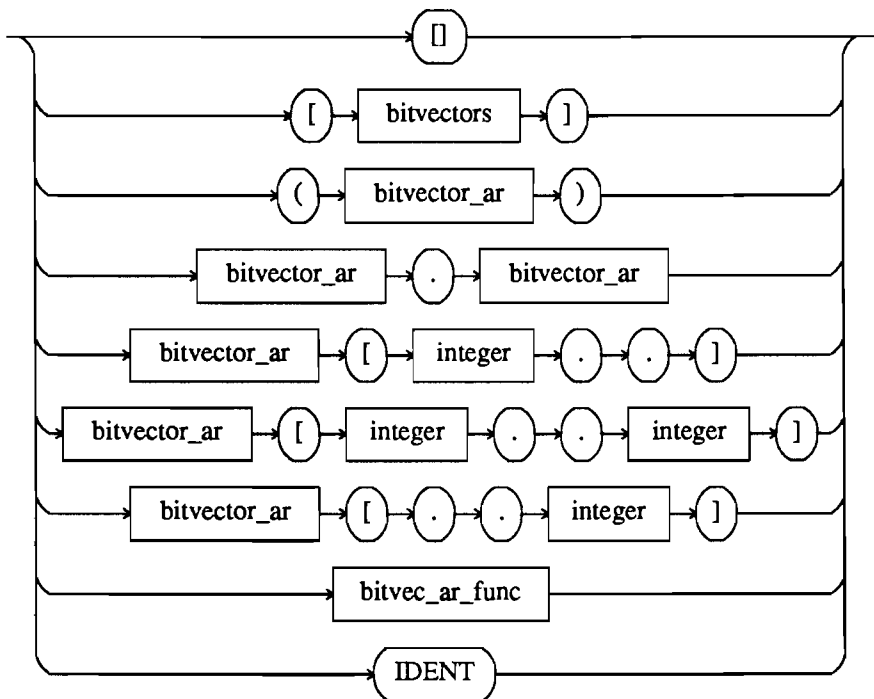 []
[ bitvectors ]
( bitvector_ar )
bitvector_ar . bitvector_ar
bitvector_ar [ integer . . ]
bitvector_ar [ integer . . integer ]
bitvector_ar [ . . integer ]
bitvec_ar_func
IDENT